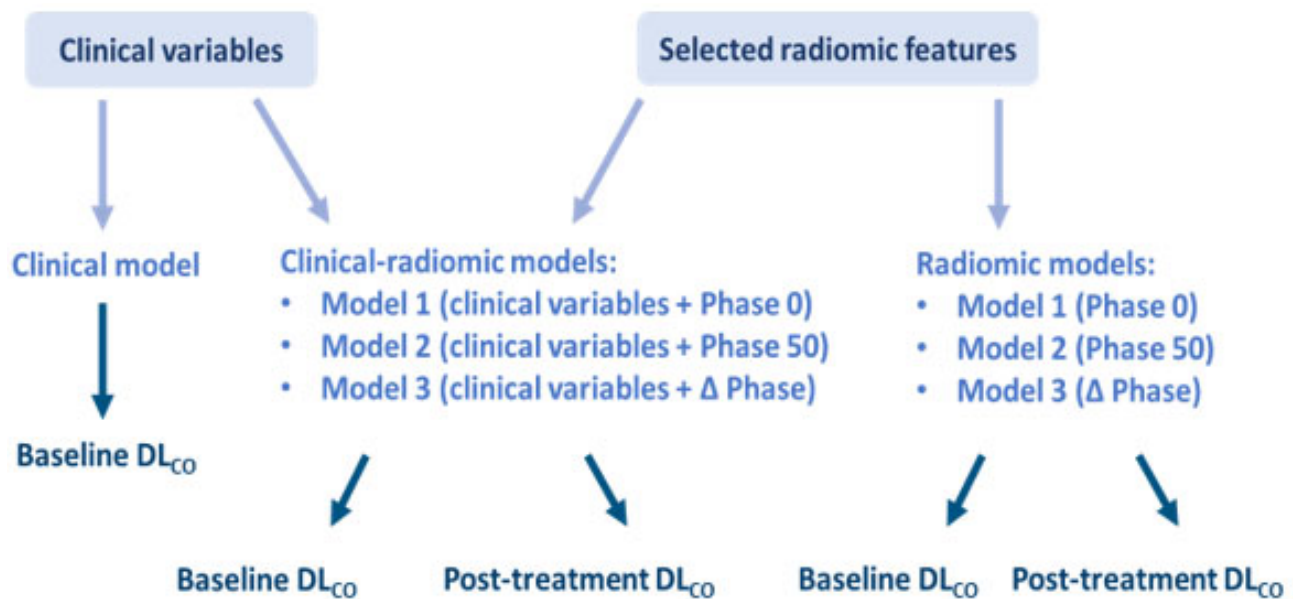 Clinical variables
Selected radiomic features
Clinical model
Clinical-radiomic models:
• Model 1 (clinical variables + Phase 0)
• Model 2 (clinical variables + Phase 50)
• Model 3 (clinical variables + Δ Phase)
Radiomic models:
• Model 1 (Phase 0)
• Model 2 (Phase 50)
• Model 3 (Δ Phase)
Baseline DLCO
Baseline DLCO
Post-treatment DLCO
Baseline DLCO
Post-treatment DLCO